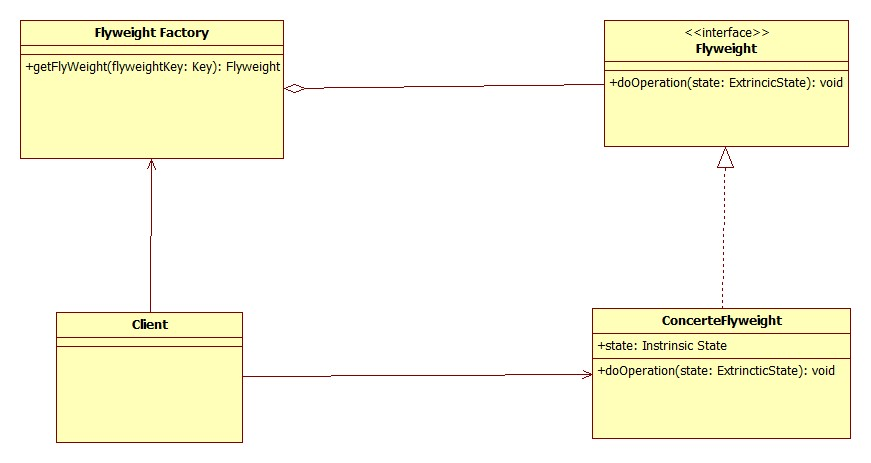 Flyweight Factory
+getFlyWeight(flyweightKey: Key): Flyweight
<<interface>>
Flyweight
+doOperation(state: ExtrincicState): void
Client
ConcerteFlyweight
+state: Instrinsic State
+doOperation(state: ExtrincticState): void